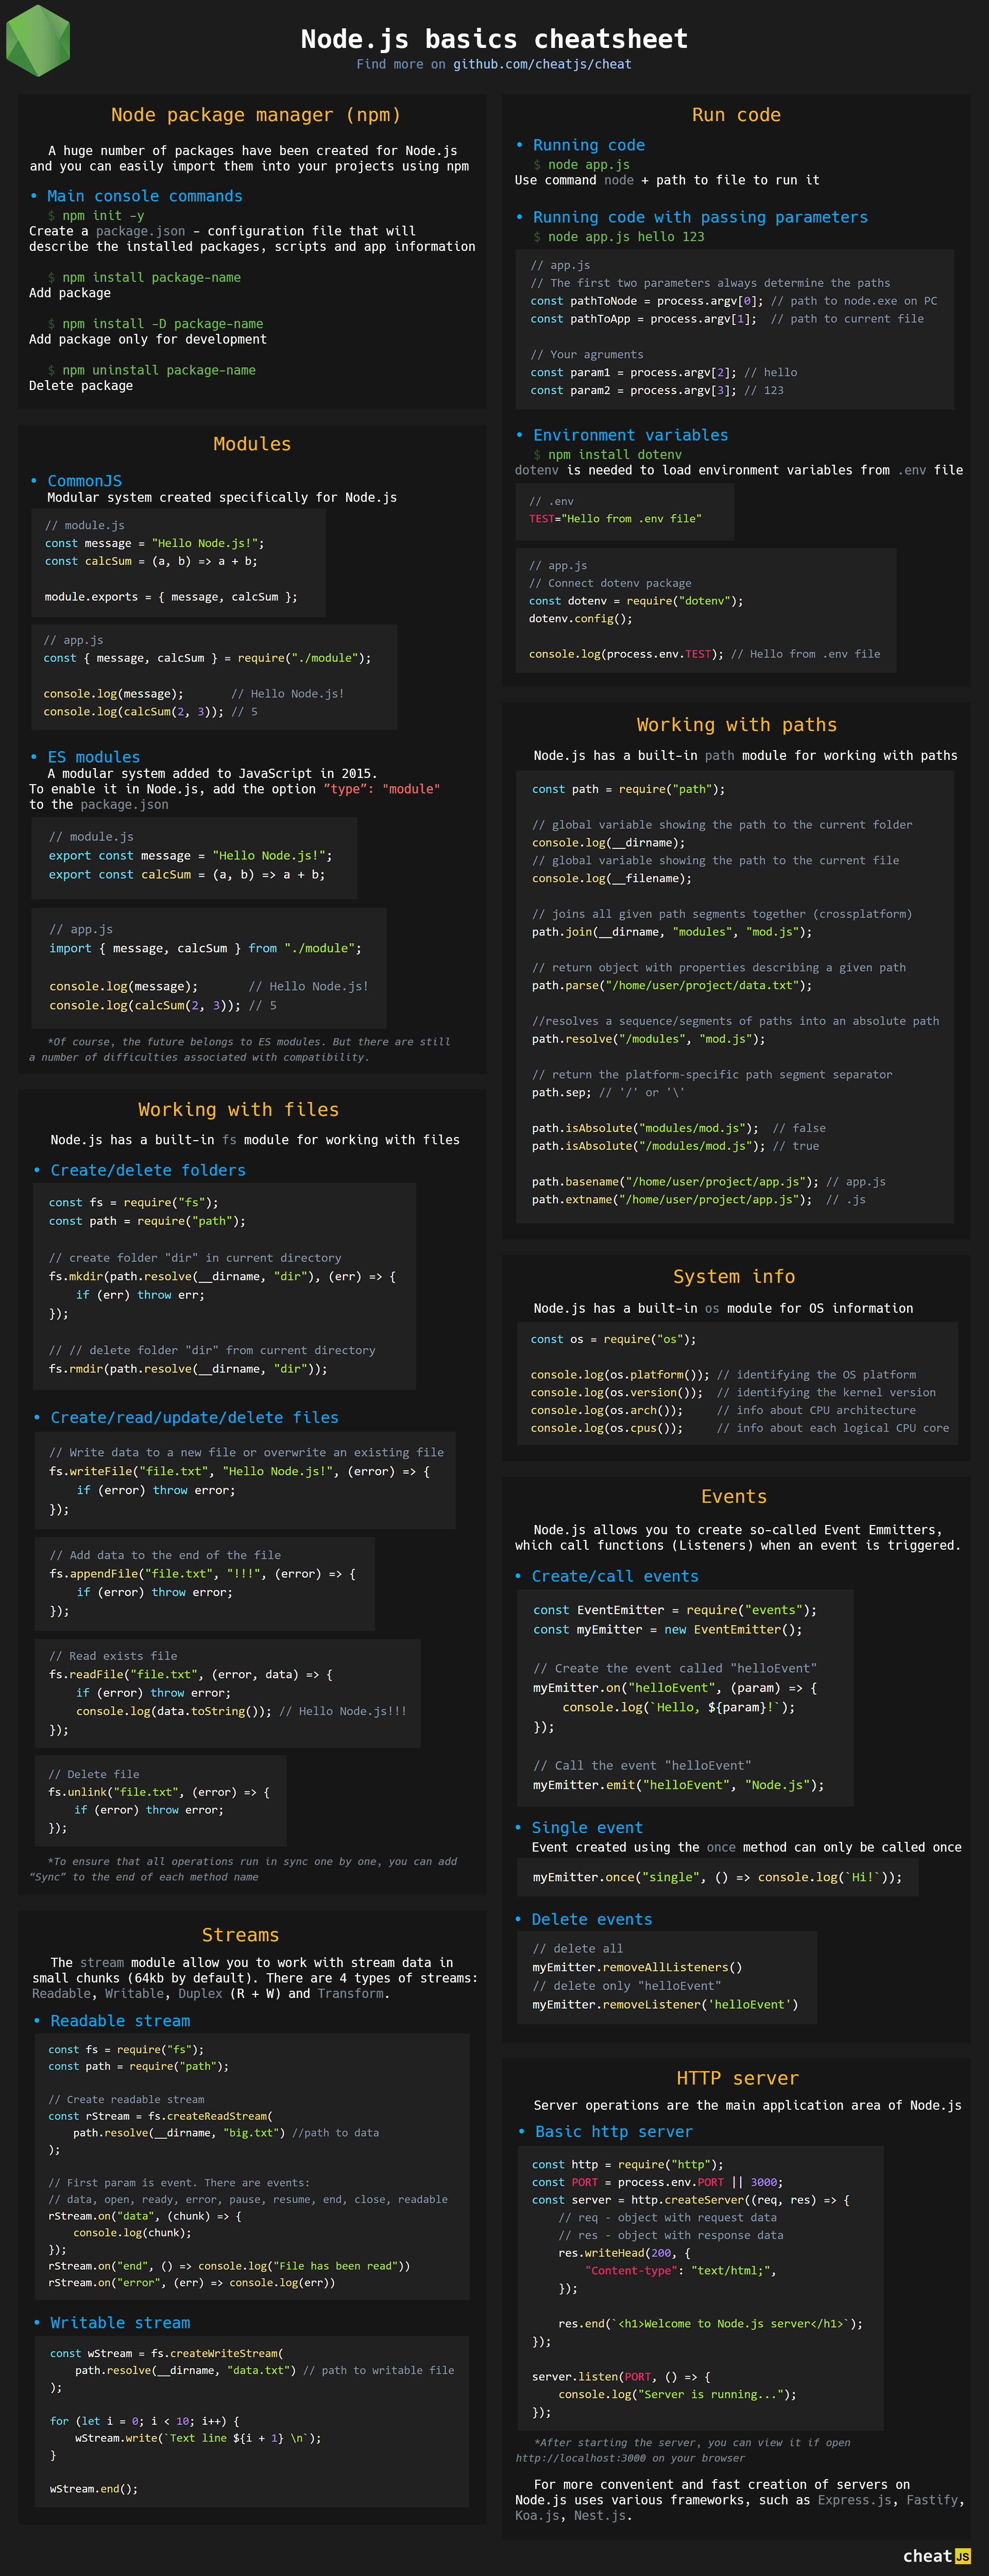 Node.js basics cheatsheet
Find more on github.com/cheatjs/cheat
Node package manager (npm)
A huge number of packages have been created for Node.js
and you can easily import them into your projects using npm
• Main console commands
$ npm init -y
Create a package.json – configuration file that will
describe the installed packages, scripts and app information
$ npm install package-name
Add package
$ npm install -D package-name
Add package only for development
$ npm uninstall package-name
Delete package
Modules
• CommonJS
Modular system created specifically for Node.js
// module.js
const message = "Hello Node.js!";
const calcSum = (a, b) => a + b;
module.exports = { message, calcSum };
// app.js
const { message, calcSum } = require("./module");
console.log(message);       // Hello Node.js!
console.log(calcSum(2, 3)); // 5
• ES modules
A modular system added to JavaScript in 2015.
To enable it in Node.js, add the option ”type”: "module"
to the package.json
// module.js
export const message = "Hello Node.js!";
export const calcSum = (a, b) => a + b;
// app.js
import { message, calcSum } from "./module";
console.log(message);       // Hello Node.js!
console.log(calcSum(2, 3)); // 5
*Of course, the future belongs to ES modules. But there are still
a number of difficulties associated with compatibility.
Working with files
Node.js has a built-in fs module for working with files
• Create/delete folders
const fs = require("fs");
const path = require("path");
// create folder "dir" in current directory
fs.mkdir(path.resolve(__dirname, "dir"), (err) => {
    if (err) throw err;
});
// // delete folder "dir" from current directory
fs.rmdir(path.resolve(__dirname, "dir"));
• Create/read/update/delete files
// Write data to a new file or overwrite an existing file
fs.writeFile("file.txt", "Hello Node.js!", (error) => {
    if (error) throw error;
});
// Add data to the end of the file
fs.appendFile("file.txt", "!!!", (error) => {
    if (error) throw error;
});
// Read exists file
fs.readFile("file.txt", (error, data) => {
    if (error) throw error;
    console.log(data.toString()); // Hello Node.js!!!
});
// Delete file
fs.unlink("file.txt", (error) => {
    if (error) throw error;
});
*To ensure that all operations run in sync one by one, you can add
“Sync” to the end of each method name
Streams
The stream module allow you to work with stream data in
small chunks (64kb by default). There are 4 types of streams:
Readable, Writable, Duplex (R + W) and Transform.
• Readable stream
const fs = require("fs");
const path = require("path");
// Create readable stream
const rStream = fs.createReadStream(
    path.resolve(__dirname, "big.txt") //path to data
);
// First param is event. There are events:
// data, open, ready, error, pause, resume, end, close, readable
rStream.on("data", (chunk) => {
    console.log(chunk);
});
rStream.on("end", () => console.log("File has been read"))
rStream.on("error", (err) => console.log(err))
• Writable stream
const wStream = fs.createWriteStream(
    path.resolve(__dirname, "data.txt") // path to writable file
);
for (let i = 0; i < 10; i++) {
    wStream.write(`Text line ${i + 1} \n`);
}
wStream.end();
Run code
• Running code
$ node app.js
Use command node + path to file to run it
• Running code with passing parameters
$ node app.js hello 123
// app.js
// The first two parameters always determine the paths
const pathToNode = process.argv[0]; // path to node.exe on PC
const pathToApp = process.argv[1];  // path to current file
// Your agruments
const param1 = process.argv[2]; // hello
const param2 = process.argv[3]; // 123
• Environment variables
$ npm install dotenv
dotenv is needed to load environment variables from .env file
// .env
TEST="Hello from .env file"
// app.js
// Connect dotenv package
const dotenv = require("dotenv");
dotenv.config();
console.log(process.env.TEST); // Hello from .env file
Working with paths
Node.js has a built-in path module for working with paths
const path = require("path");
// global variable showing the path to the current folder
console.log(__dirname);
// global variable showing the path to the current file
console.log(__filename);
// joins all given path segments together (crossplatform)
path.join(__dirname, "modules", "mod.js");
// return object with properties describing a given path
path.parse("/home/user/project/data.txt");
//resolves a sequence/segments of paths into an absolute path
path.resolve("/modules", "mod.js");
// return the platform-specific path segment separator
path.sep; // '/' or '\'
path.isAbsolute("modules/mod.js");  // false
path.isAbsolute("/modules/mod.js"); // true
path.basename("/home/user/project/app.js"); // app.js
path.extname("/home/user/project/app.js");  // .js
System info
Node.js has a built-in os module for OS information
const os = require("os");
console.log(os.platform()); // identifying the OS platform
console.log(os.version());  // identifying the kernel version
console.log(os.arch());     // info about CPU architecture
console.log(os.cpus());     // info about each logical CPU core
Events
Node.js allows you to create so-called Event Emmitters,
which call functions (Listeners) when an event is triggered.
• Create/call events
const EventEmitter = require("events");
const myEmitter = new EventEmitter();
// Create the event called "helloEvent"
myEmitter.on("helloEvent", (param) => {
    console.log(`Hello, ${param}!`);
});
// Call the event "helloEvent"
myEmitter.emit("helloEvent", "Node.js");
• Single event
Event created using the once method can only be called once
myEmitter.once("single", () => console.log(`Hi!`));
• Delete events
// delete all
myEmitter.removeAllListeners()
// delete only "helloEvent"
myEmitter.removeListener('helloEvent')
HTTP server
Server operations are the main application area of Node.js
• Basic http server
const http = require("http");
const PORT = process.env.PORT || 3000;
const server = http.createServer((req, res) => {
    // req - object with request data
    // res - object with response data
    res.writeHead(200, {
        "Content-type": "text/html;",
    });
    res.end(`<h1>Welcome to Node.js server</h1>`);
});
server.listen(PORT, () => {
    console.log("Server is running...");
});
*After starting the server, you can view it if open
http://localhost:3000 on your browser
For more convenient and fast creation of servers on
Node.js uses various frameworks, such as Express.js, Fastify,
Koa.js, Nest.js.
cheat JS